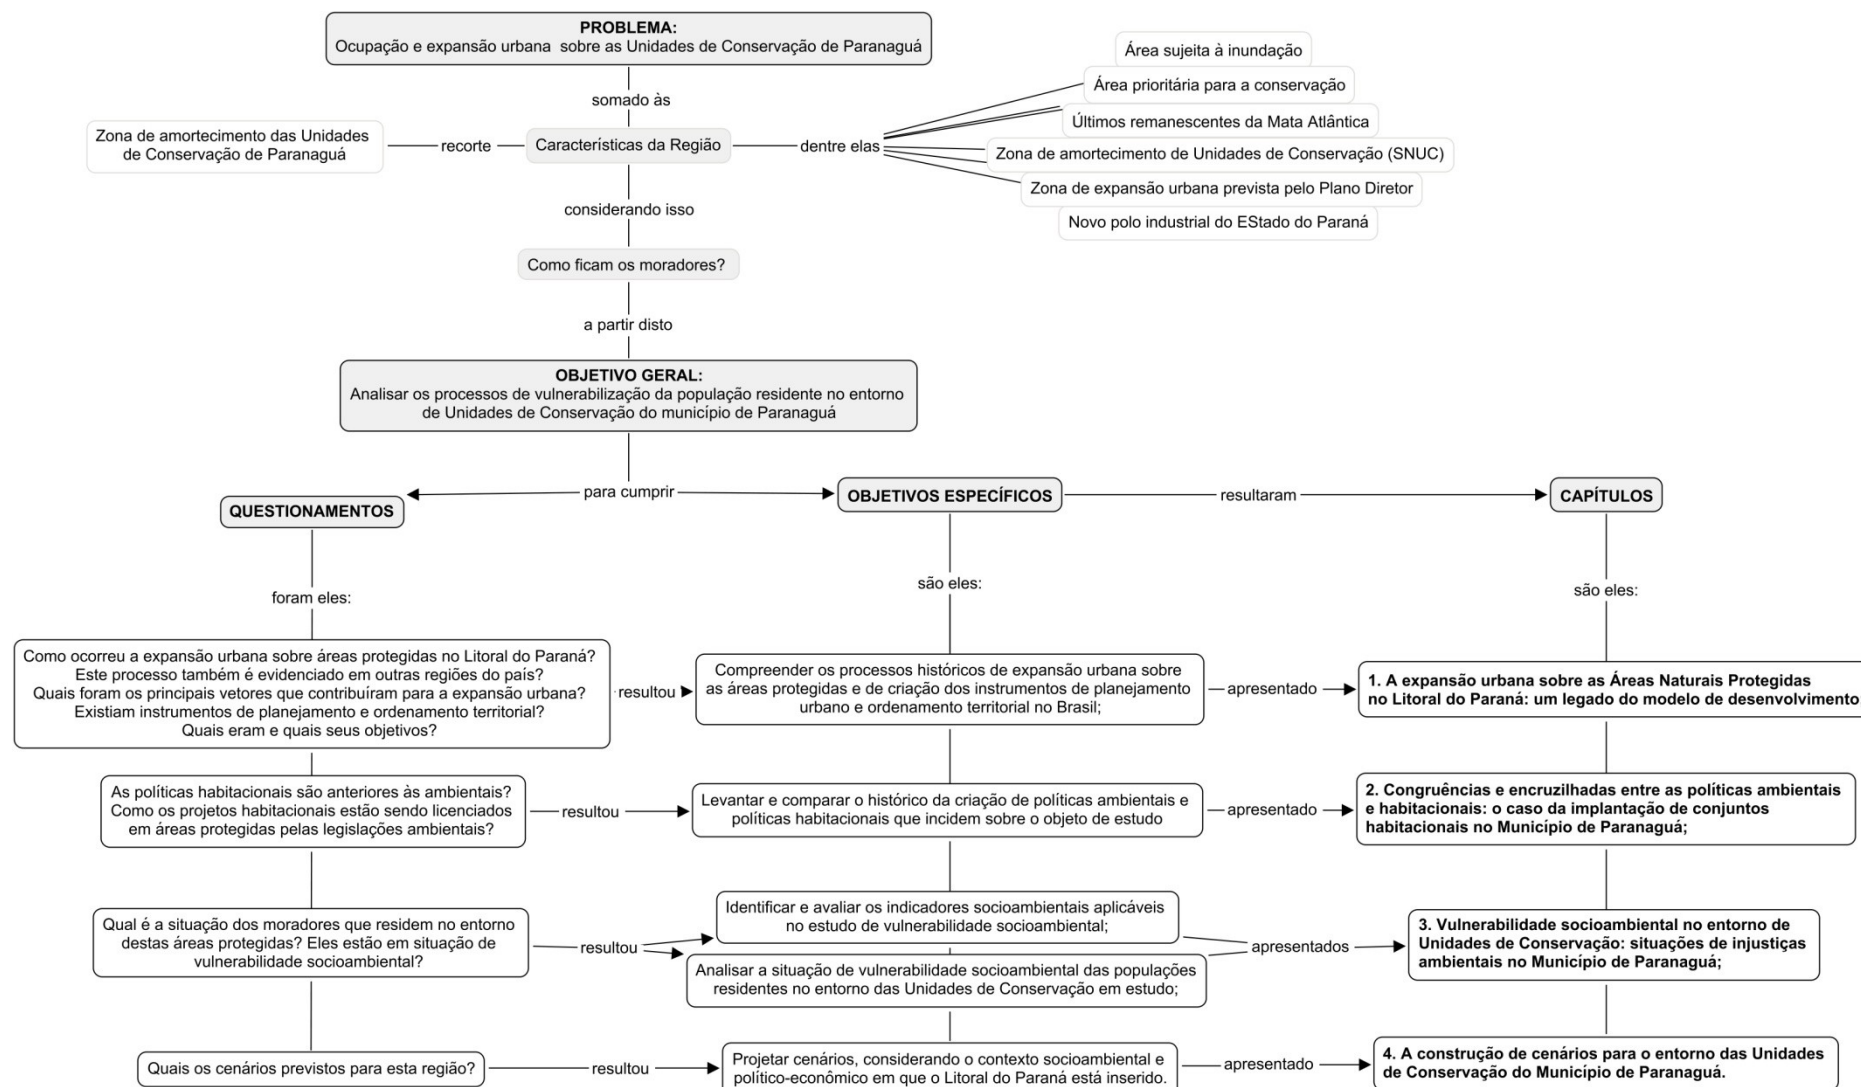 PROBLEMA:
Ocupação e expansão urbana sobre as Unidades de Conservação de Paranaguá
somado às
Zona de amortecimento das Unidades
de Conservação de Paranaguá
recorte
Características da Região
dentre elas
Área sujeita à inundação
Área prioritária para a conservação
Últimos remanescentes da Mata Atlântica
Zona de amortecimento de Unidades de Conservação (SNUC)
Zona de expansão urbana prevista pelo Plano Diretor
Novo polo industrial do EStado do Paraná
considerando isso
Como ficam os moradores?
a partir disto
OBJETIVO GERAL:
Analisar os processos de vulnerabilização da população residente no entorno
de Unidades de Conservação do município de Paranaguá
para cumprir
QUESTIONAMENTOS
OBJETIVOS ESPECÍFICOS
resultaram
CAPÍTULOS
foram eles:
são eles:
são eles:
Como ocorreu a expansão urbana sobre áreas protegidas no Litoral do Paraná?
Este processo também é evidenciado em outras regiões do país?
Quais foram os principais vetores que contribuíram para a expansão urbana?
Existiam instrumentos de planejamento e ordenamento territorial?
Quais eram e quais seus objetivos?
resultou
Compreender os processos históricos de expansão urbana sobre
as áreas protegidas e de criação dos instrumentos de planejamento
urbano e ordenamento territorial no Brasil;
apresentado
1. A expansão urbana sobre as Áreas Naturais Protegidas
no Litoral do Paraná: um legado do modelo de desenvolvimento;
As políticas habitacionais são anteriores às ambientais?
Como os projetos habitacionais estão sendo licenciados
em áreas protegidas pelas legislações ambientais?
resultou
Levantar e comparar o histórico da criação de políticas ambientais e
políticas habitacionais que incidem sobre o objeto de estudo
apresentado
2. Congruências e encruzilhadas entre as políticas ambientais
e habitacionais: o caso da implantação de conjuntos
habitacionais no Município de Paranaguá;
Qual é a situação dos moradores que residem no entorno
destas áreas protegidas? Eles estão em situação de
vulnerabilidade socioambiental?
resultou
Identificar e avaliar os indicadores socioambientais aplicáveis
no estudo de vulnerabilidade socioambiental;
Analisar a situação de vulnerabilidade socioambiental das populações
residentes no entorno das Unidades de Conservação em estudo;
apresentados
3. Vulnerabilidade socioambiental no entorno de
Unidades de Conservação: situações de injustiças
ambientais no Município de Paranaguá;
Quais os cenários previstos para esta região?
resultou
Projetar cenários, considerando o contexto socioambiental e
político-econômico em que o Litoral do Paraná está inserido.
apresentado
4. A construção de cenários para o entorno das Unidades
de Conservação do Município de Paranaguá.